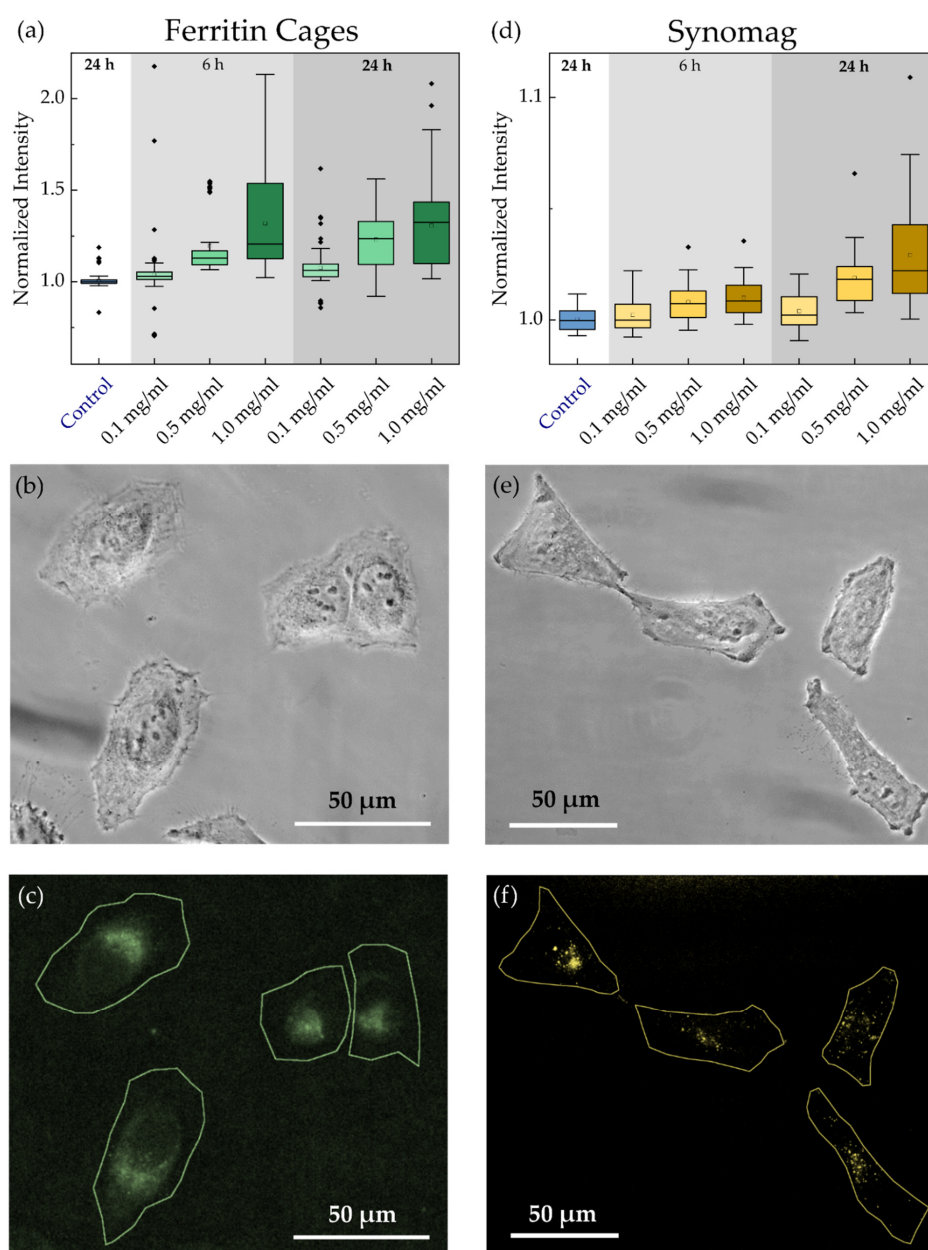 (a) Ferritin Cages
24 h 6 h 24 h
Normalized Intensity
2.0
1.5
1.0
Control
0.1 mg/ml
0.5 mg/ml
1.0 mg/ml
0.1 mg/ml
0.5 mg/ml
1.0 mg/ml
(d) Synomag
24 h 6 h 24 h
Normalized Intensity
1.1
1.0
Control
0.1 mg/ml
0.5 mg/ml
1.0 mg/ml
0.1 mg/ml
0.5 mg/ml
1.0 mg/ml
(b)
50 µm
(e)
50 µm
(c)
50 µm
(f)
50 µm